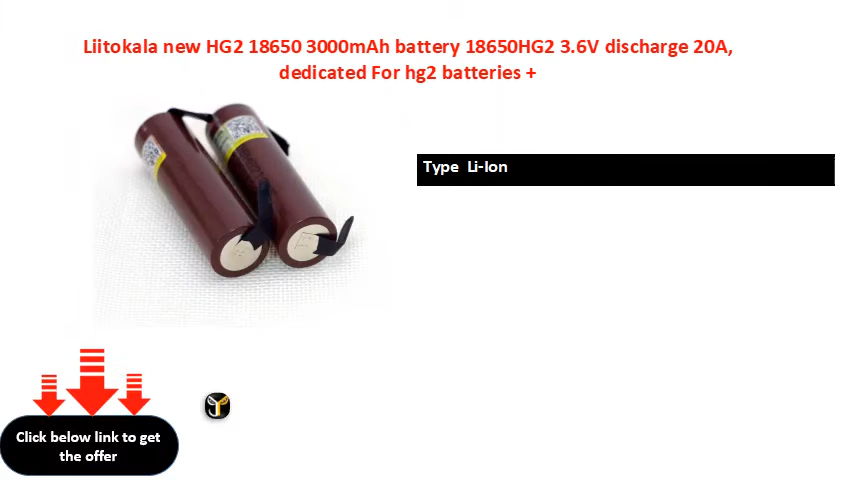 Liitokala new HG2 18650 3000mAh battery 18650HG2 3.6V discharge 20A,
dedicated For hg2 batteries +
Type Li-Ion
Click below link to get
the offer